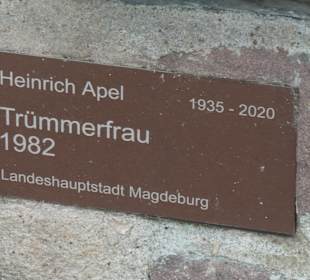 Heinrich Apel 1935 - 2020
Trümmerfrau
1982
Landeshauptstadt Magdeburg